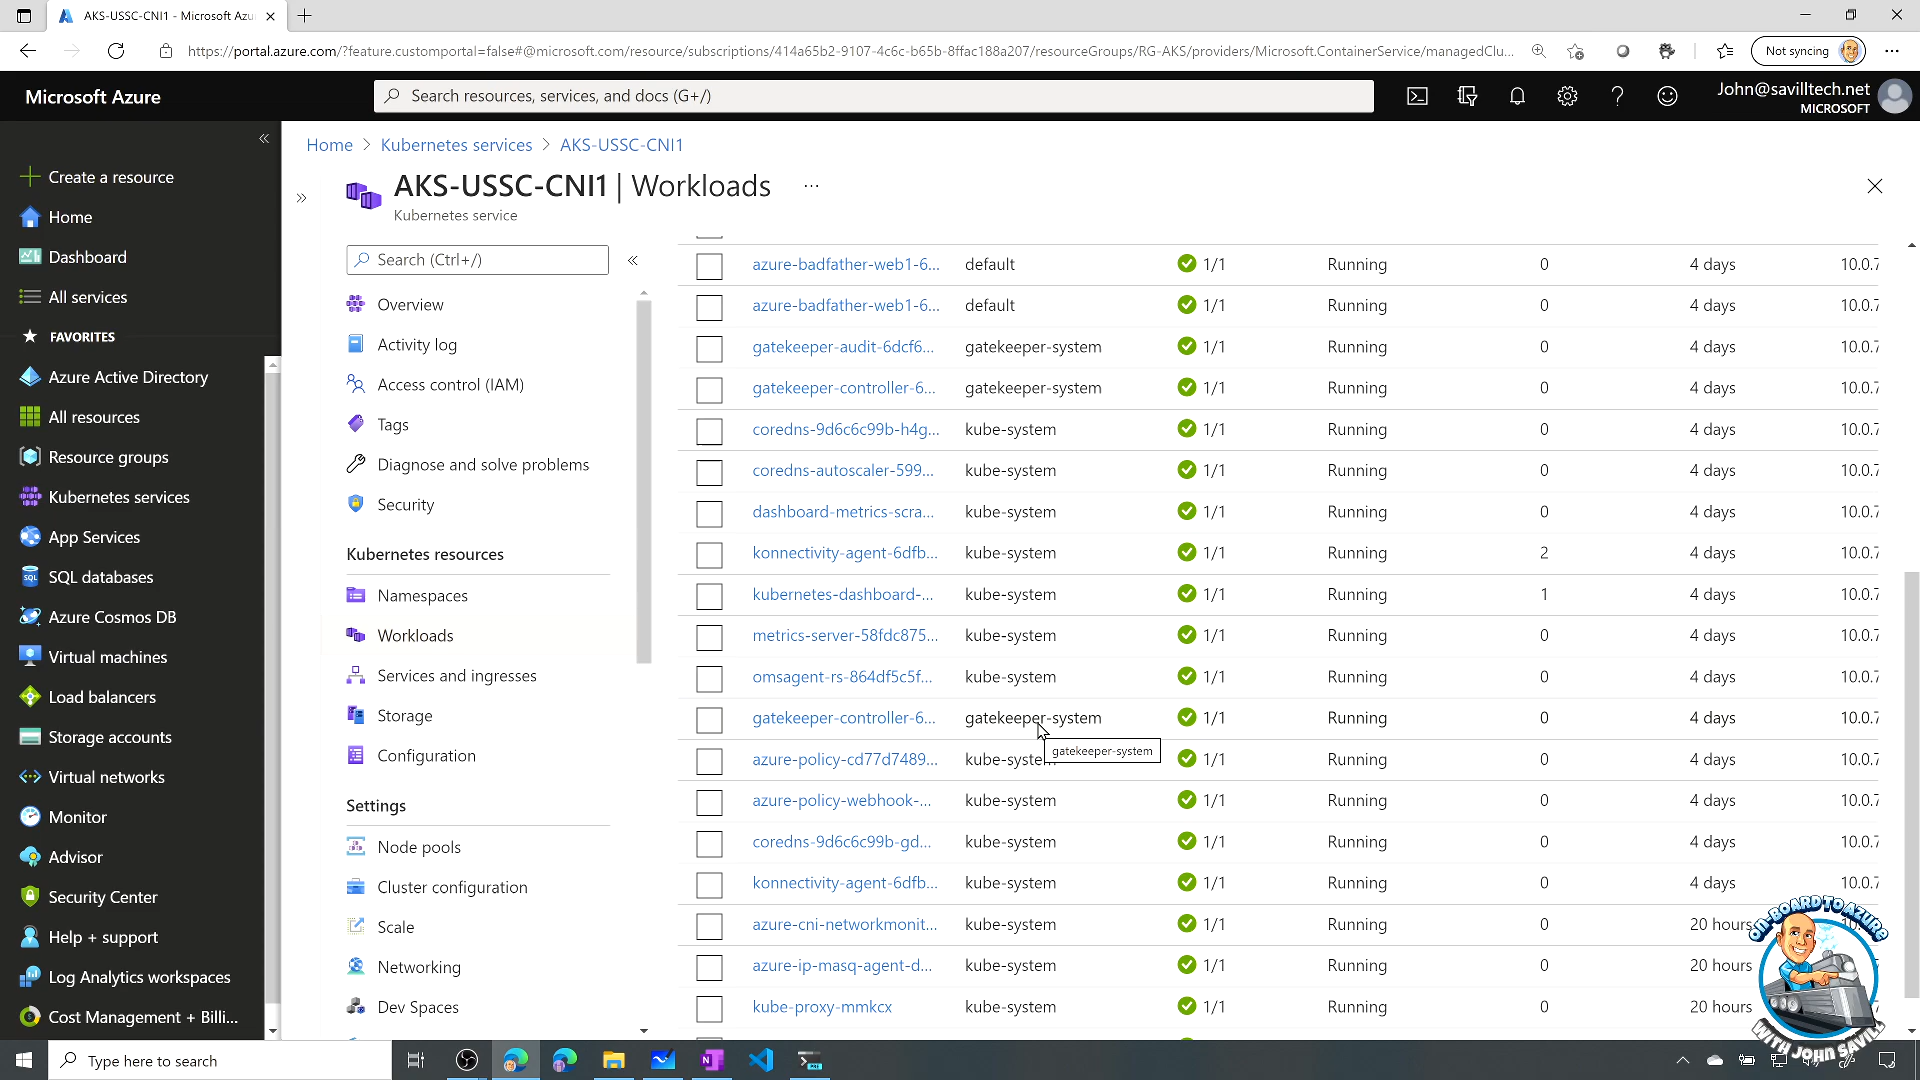 AKS-USSC-CNI1 - Microsoft Azu
https://portal.azure.com/?feature.customportal=false#@microsoft.com/resource/subscriptions/414a65b2-9107-4c6c-b65b-8ffac188a207/resourceGroups/RG-AKS/providers/Microsoft.ContainerService/managedClu...
Not syncing
Microsoft Azure
Search resources, services, and docs (G+/)
John@savilltech.net
MICROSOFT
Create a resource
Home
Dashboard
All services
FAVORITES
Azure Active Directory
All resources
Resource groups
Kubernetes services
App Services
SQL databases
Azure Cosmos DB
Virtual machines
Load balancers
Storage accounts
Virtual networks
Monitor
Advisor
Security Center
Help + support
Log Analytics workspaces
Cost Management + Billi...
Home > Kubernetes services > AKS-USSC-CNI1
AKS-USSC-CNI1 | Workloads ...
Kubernetes service
Search (Ctrl+/)
Overview
Activity log
Access control (IAM)
Tags
Diagnose and solve problems
Security
Kubernetes resources
Namespaces
Workloads
Services and ingresses
Storage
Configuration
Settings
Node pools
Cluster configuration
Scale
Networking
Dev Spaces
azure-badfather-web1-6... default 1/1 Running 0 4 days 10.0.7
azure-badfather-web1-6... default 1/1 Running 0 4 days 10.0.7
gatekeeper-audit-6dcf6... gatekeeper-system 1/1 Running 0 4 days 10.0.7
gatekeeper-controller-6... gatekeeper-system 1/1 Running 0 4 days 10.0.7
coredns-9d6c6c99b-h4g... kube-system 1/1 Running 0 4 days 10.0.7
coredns-autoscaler-599... kube-system 1/1 Running 0 4 days 10.0.7
dashboard-metrics-scra... kube-system 1/1 Running 0 4 days 10.0.7
konnectivity-agent-6dfb... kube-system 1/1 Running 2 4 days 10.0.7
kubernetes-dashboard-... kube-system 1/1 Running 1 4 days 10.0.7
metrics-server-58fdc875... kube-system 1/1 Running 0 4 days 10.0.7
omsagent-rs-864df5c5f... kube-system 1/1 Running 0 4 days 10.0.7
gatekeeper-controller-6... gatekeeper-system 1/1 Running 0 4 days 10.0.7
gatekeeper-system
azure-policy-cd77d7489... kube-system 1/1 Running 0 4 days 10.0.7
azure-policy-webhook-... kube-system 1/1 Running 0 4 days 10.0.7
coredns-9d6c6c99b-gd... kube-system 1/1 Running 0 4 days 10.0.7
konnectivity-agent-6dfb... kube-system 1/1 Running 0 4 days 10.0.7
azure-cni-networkmonit... kube-system 1/1 Running 0 20 hours
azure-ip-masq-agent-d... kube-system 1/1 Running 0 20 hours
kube-proxy-mmkcx kube-system 1/1 Running 0 20 hours
ON-BOARD TO AZURE
WITH JOHN SAVILL
Type here to search